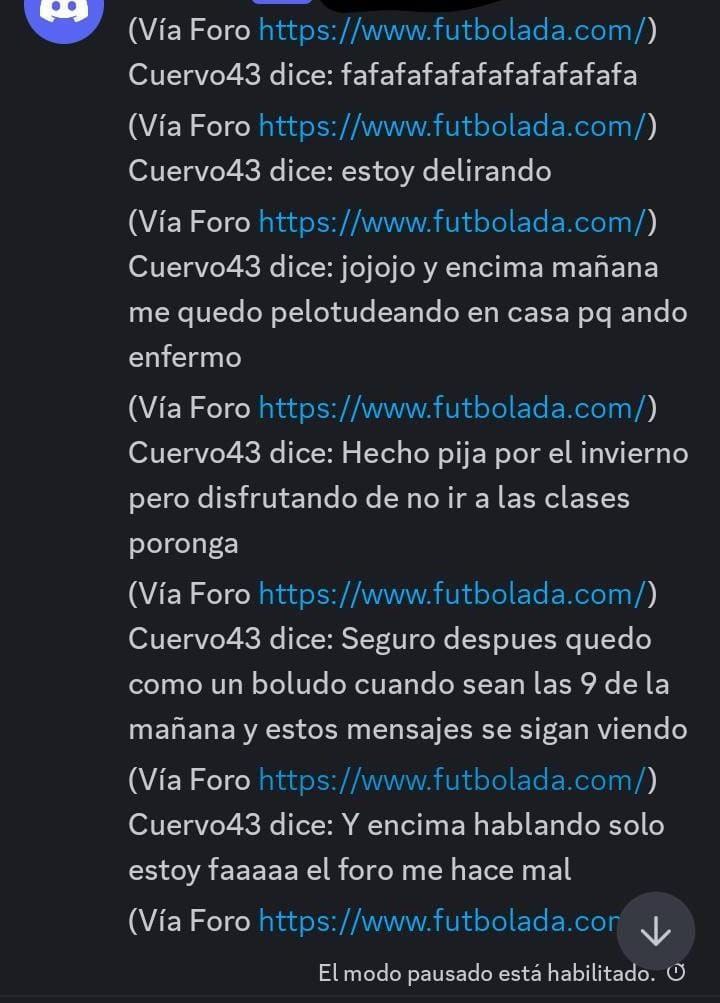 (Vía Foro https://www.futbolada.com/)
Cuervo43 dice: fafafafafafafafafafafa
(Vía Foro https://www.futbolada.com/)
Cuervo43 dice: estoy delirando
(Vía Foro https://www.futbolada.com/)
Cuervo43 dice: jojojo y encima mañana
me quedo pelotudeando en casa pq ando
enfermo
(Vía Foro https://www.futbolada.com/)
Cuervo43 dice: Hecho pija por el invierno
pero disfrutando de no ir a las clases
poronga
(Vía Foro https://www.futbolada.com/)
Cuervo43 dice: Seguro despues quedo
como un boludo cuando sean las 9 de la
mañana y estos mensajes se sigan viendo
(Vía Foro https://www.futbolada.com/)
Cuervo43 dice: Y encima hablando solo
estoy faaaaa el foro me hace mal
(Vía Foro https://www.futbolada.con
El modo pausado está habilitado.